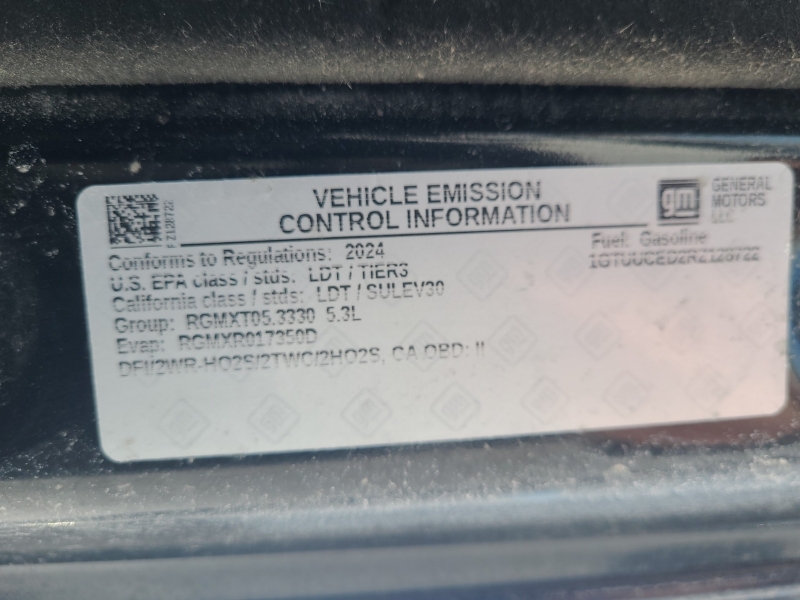 VEHICLE EMISSION
CONTROL INFORMATION
gm
GENERAL
MOTORS
LLC
Conforms to Regulations: 2024
Fuel: Gasoline
U.S. EPA class / stds: LDT / TIER3
1GTUUCED2RZ128722
California class / stds: LDT / SULEV30
Group: RGMXT05.3330 5.3L
Evap: RGMXR017350D
DFI/2WR-HO2S/2TWC/2HO2S, CA OBD: II